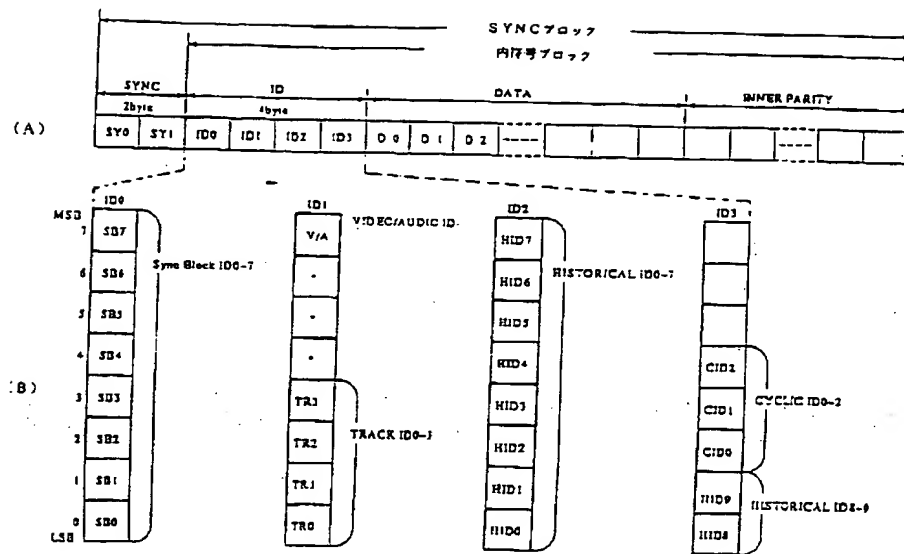 SYNCブロック
内符号ブロック
SYNC ID DATA INNER PARITY
2byte 4byte
(A) SY0 SY1 ID0 ID1 ID2 ID3 D0 D1 D2
ID0 ID1 ID2 ID3
MSB
7 SB7 V/A VIDEC/AUDIC ID HID7
6 SB6 Sync Block ID0-7 * HID6 HISTORICAL ID0-7
5 SB5 * HID5
4 SB4 * HID4 CID2
(B) 3 SB3 TR3 HID3 CID1 CYCLIC ID0-2
2 SB2 TR2 TRACK ID0-3 HID2 CID0
1 SB1 TR1 HID1 HID9
0 SB0 TR0 HID0 HID8 HISTORICAL ID8-9
LSB